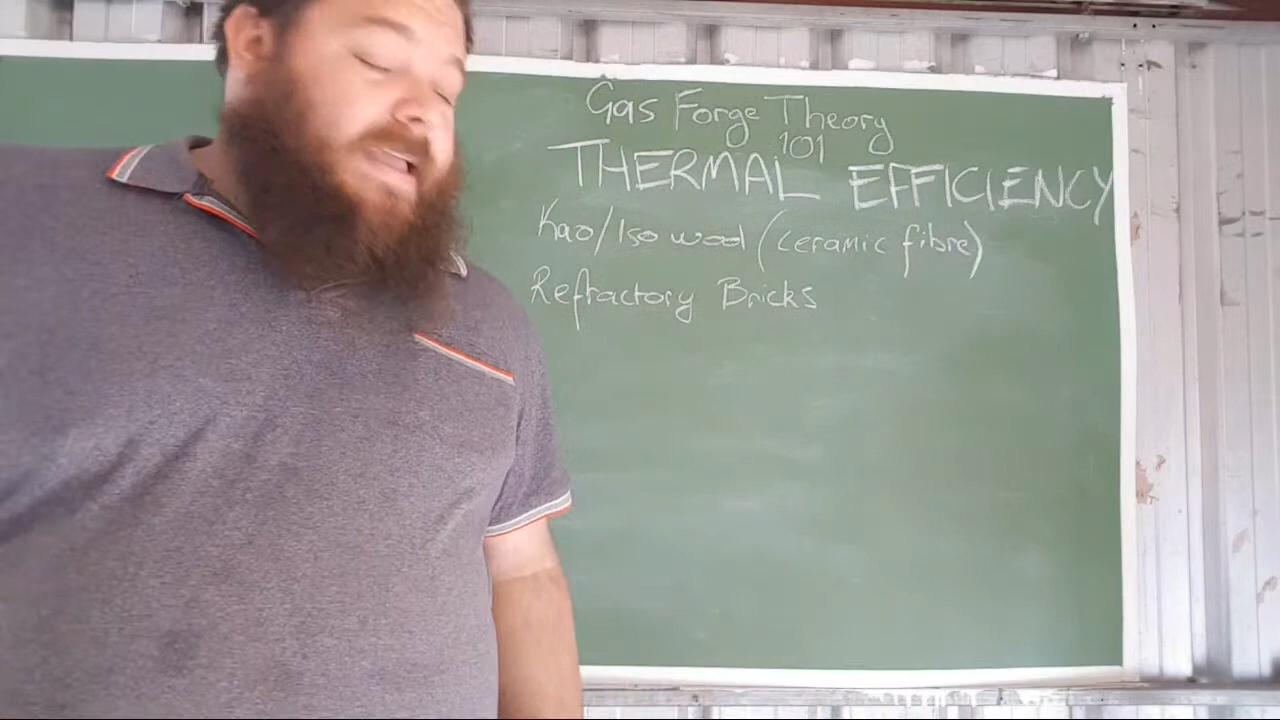 Gas Forge Theory
101
THERMAL EFFICIENCY
Kao/Iso wool (ceramic fibre)
Refractory Bricks